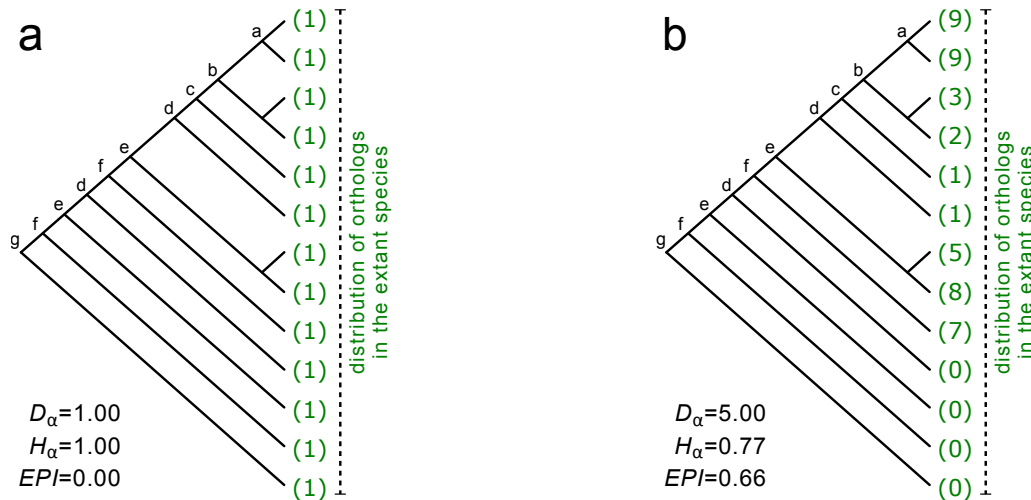 a
(1)
(1)
(1)
(1)
(1)
(1)
(1)
(1)
(1)
(1)
(1)
(1)
(1)
a
b
c
d
e
f
d
e
f
g
distribution of orthologs
in the extant species
Dα=1.00
Hα=1.00
EPI=0.00
b
(9)
(9)
(3)
(2)
(1)
(1)
(5)
(8)
(7)
(0)
(0)
(0)
(0)
a
b
c
d
e
f
d
e
f
g
distribution of orthologs
in the extant species
Dα=5.00
Hα=0.77
EPI=0.66